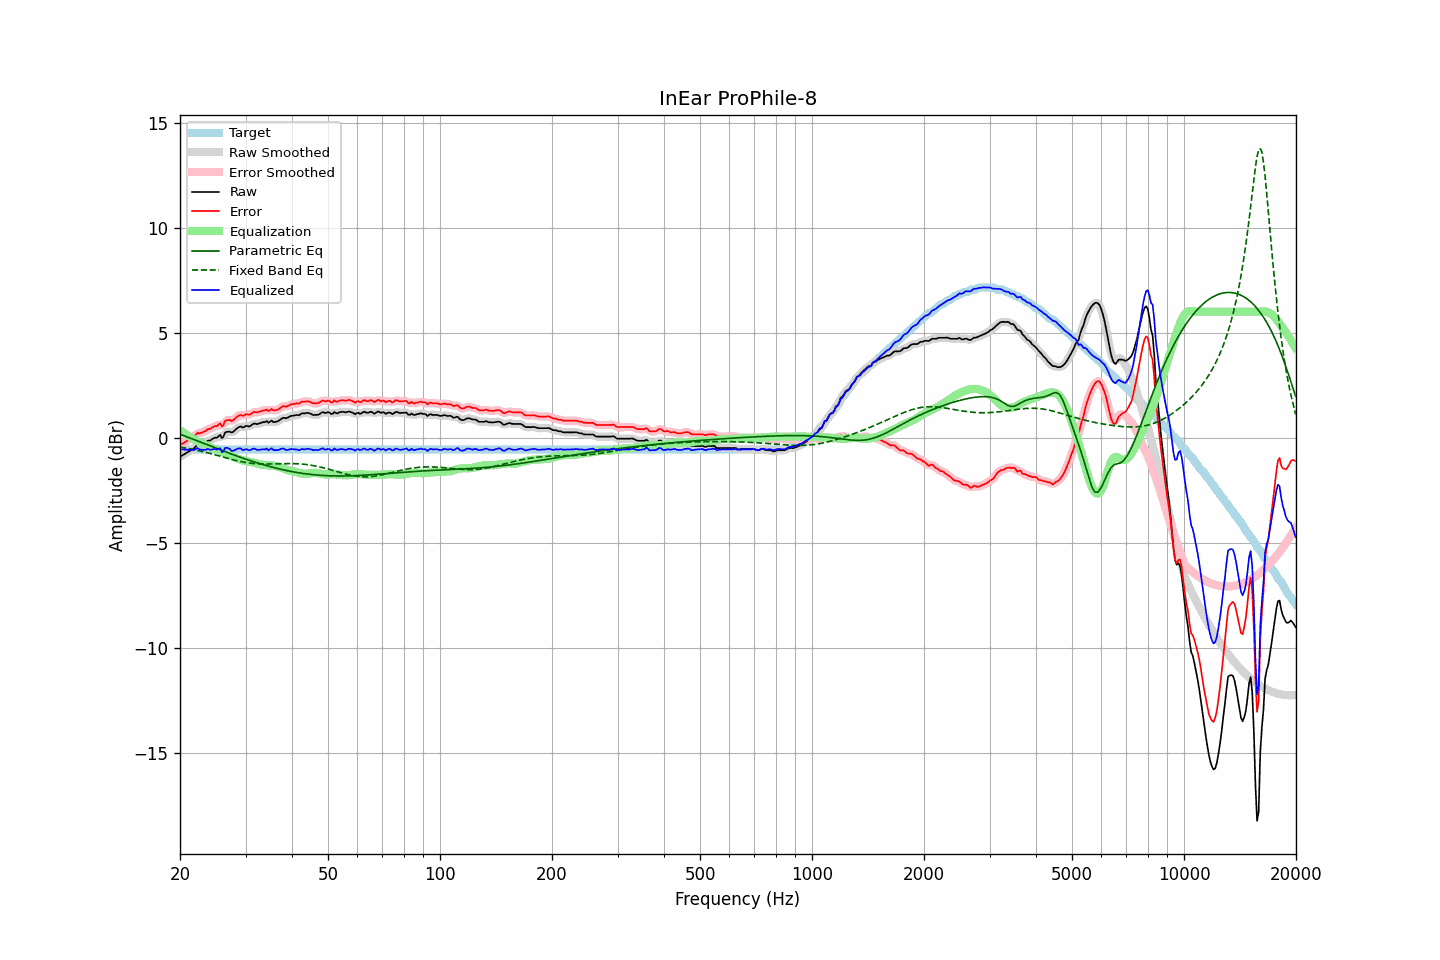 InEar ProPhile-8
Target
Raw Smoothed
Error Smoothed
Raw
Error
Equalization
Parametric Eq
Fixed Band Eq
Equalized
15
10
5
0
−5
−10
−15
Amplitude (dBr)
20
50
100
200
500
1000
2000
5000
10000
20000
Frequency (Hz)